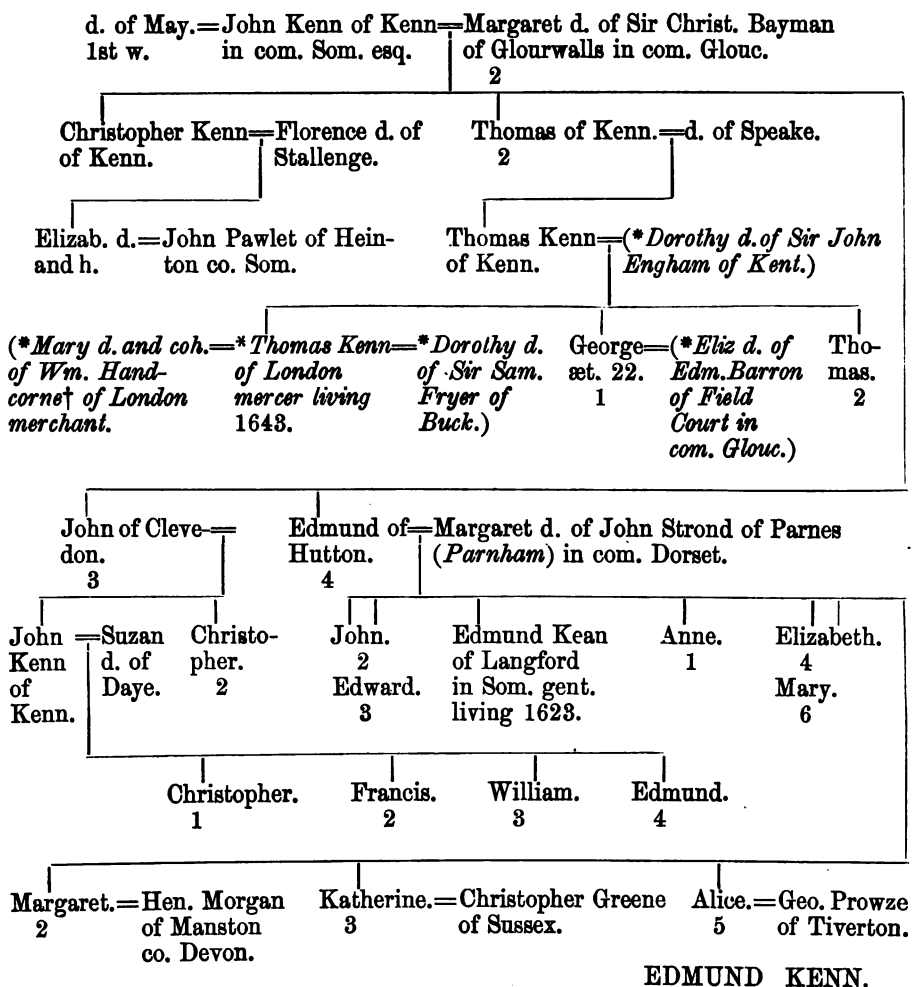 d. of May.=John Kenn of Kenn=Margaret d. of Sir Christ. Bayman
1st w. in com. Som. esq. of Glourwalls in com. Glouc.
2
Christopher Kenn=Florence d. of Thomas of Kenn.=d. of Speake.
of Kenn. Stallenge. 2
Elizab. d.=John Pawlet of Hein- Thomas Kenn=(*Dorothy d. of Sir John
and h. ton co. Som. of Kenn. Engham of Kent.)
(*Mary d. and coh.=*Thomas Kenn=*Dorothy d. George=(*Eliz d. of Tho-
of Wm. Hand- of London of Sir Sam. æt. 22. Edm. Barron mas.
cornet† of London mercer living Fryer of 1 of Field 2
merchant. 1643. Buck.) Court in
com. Glouc.)
John of Cleve-= Edmund of=Margaret d. of John Strond of Parnes
don. Hutton. (Parnham) in com. Dorset.
3 4
John =Suzan Christo- John. Edmund Kean Anne. Elizabeth.
Kenn d. of pher. 2 of Langford 1 4
of Daye. 2 Edward. in Som. gent. Mary.
Kenn. 3 living 1623. 6
Christopher. Francis. William. Edmund.
1 2 3 4
Margaret.=Hen. Morgan Katherine.=Christopher Greene Alice.=Geo. Prowze
2 of Manston 3 of Sussex. 5 of Tiverton.
co. Devon.
EDMUND KENN.